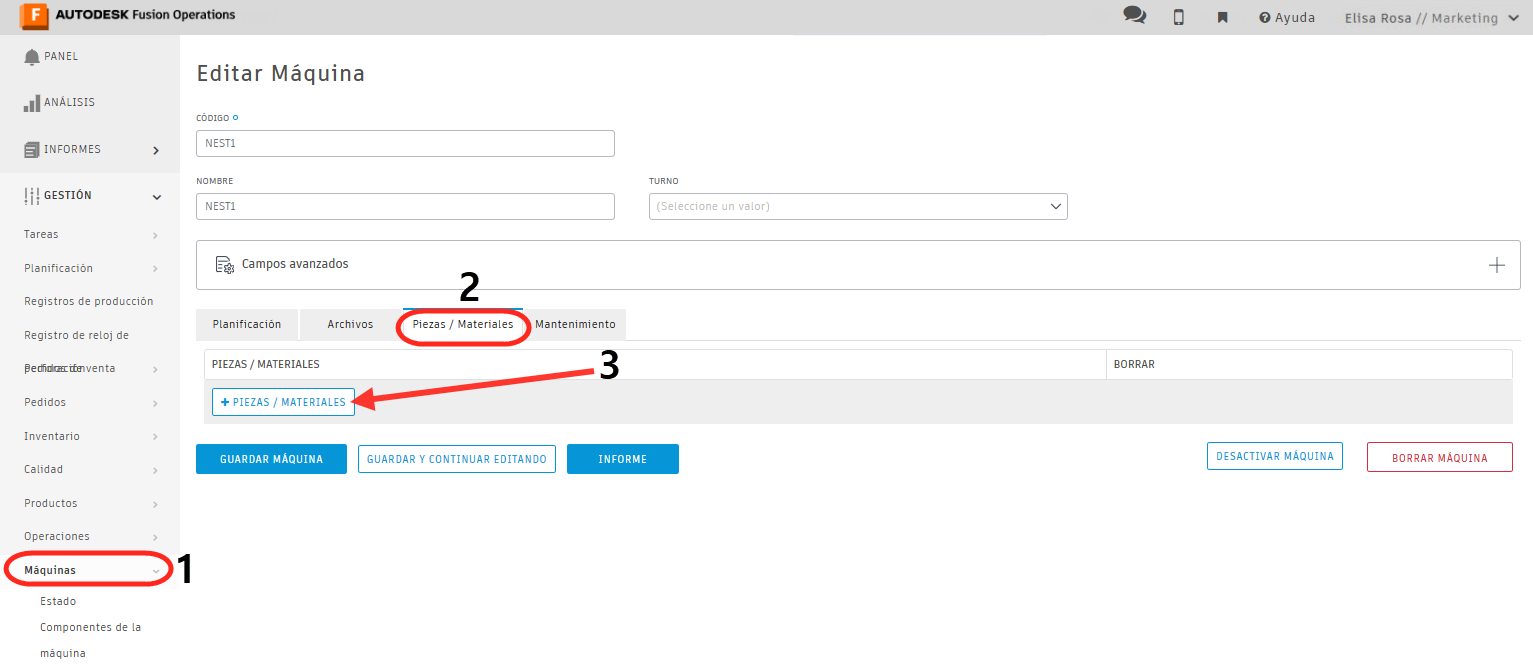 F AUTODESK Fusion Operations
Ayuda
Elisa Rosa // Marketing
PANEL
ANÁLISIS
INFORMES
GESTIÓN
Tareas
Planificación
Registros de producción
Registro de reloj de
perforación
Pedidos
Inventario
Calidad
Productos
Operaciones
Máquinas
1
Estado
Componentes de la
máquina
Editar Máquina
CÓDIGO
NEST1
NOMBRE
NEST1
TURNO
(Seleccione un valor)
Campos avanzados
2
Planificación
Archivos
Piezas / Materiales
Mantenimiento
3
PIEZAS / MATERIALES
BORRAR
+ PIEZAS / MATERIALES
GUARDAR MÁQUINA
GUARDAR Y CONTINUAR EDITANDO
INFORME
DESACTIVAR MÁQUINA
BORRAR MÁQUINA